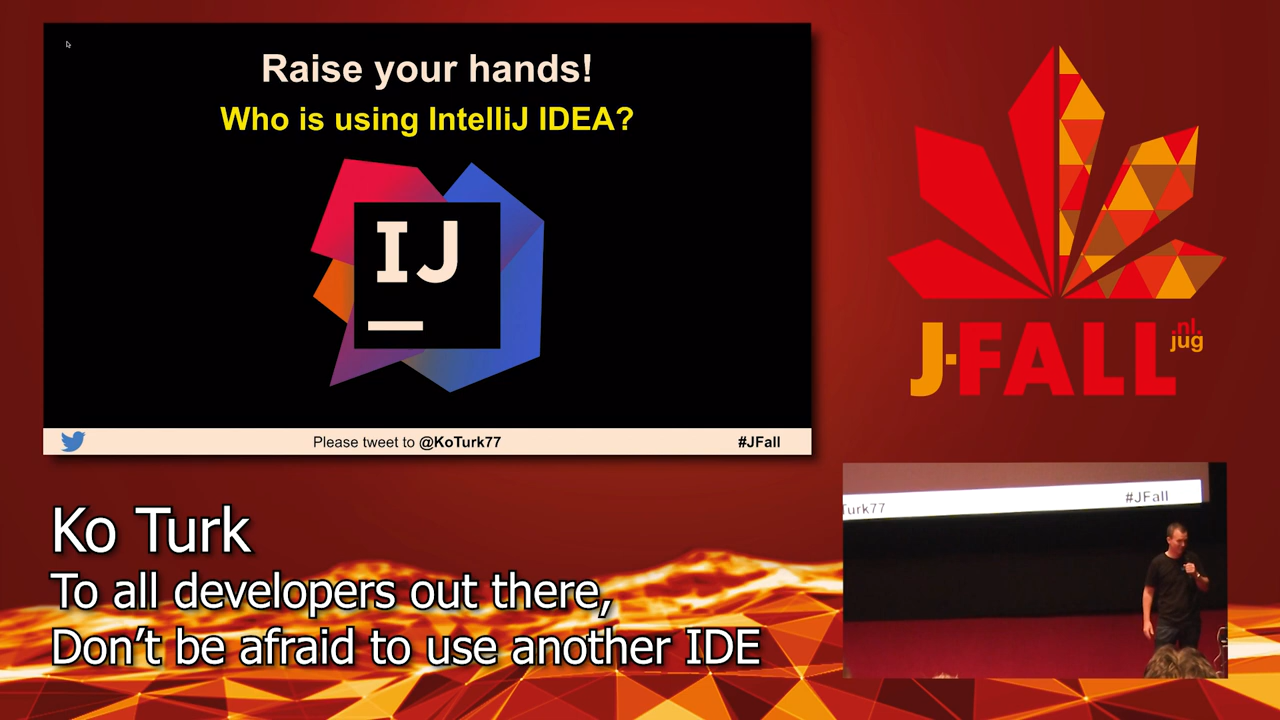 Raise your hands!
Who is using IntelliJ IDEA?
IJ
Please tweet to @KoTurk77
#JFall
J-FALL
.nl.
jug
Turk77
#JFall
Ko Turk
To all developers out there,
Don't be afraid to use another IDE